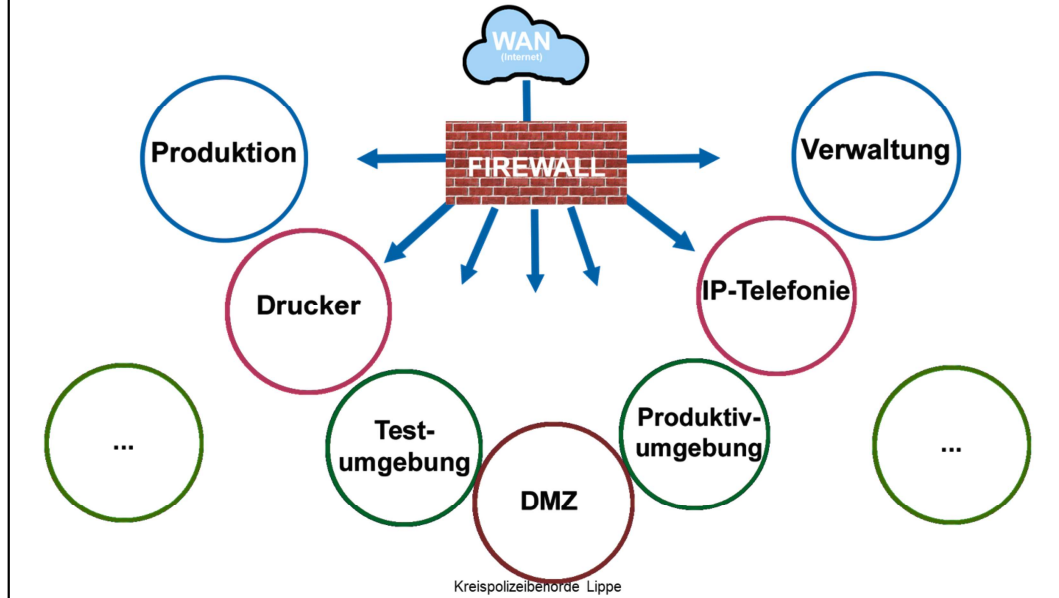 WAN
(Internet)
Produktion
FIREWALL
Verwaltung
Drucker
IP-Telefonie
...
Test-
umgebung
DMZ
Produktiv-
umgebung
...
Kreispolizeibehörde Lippe